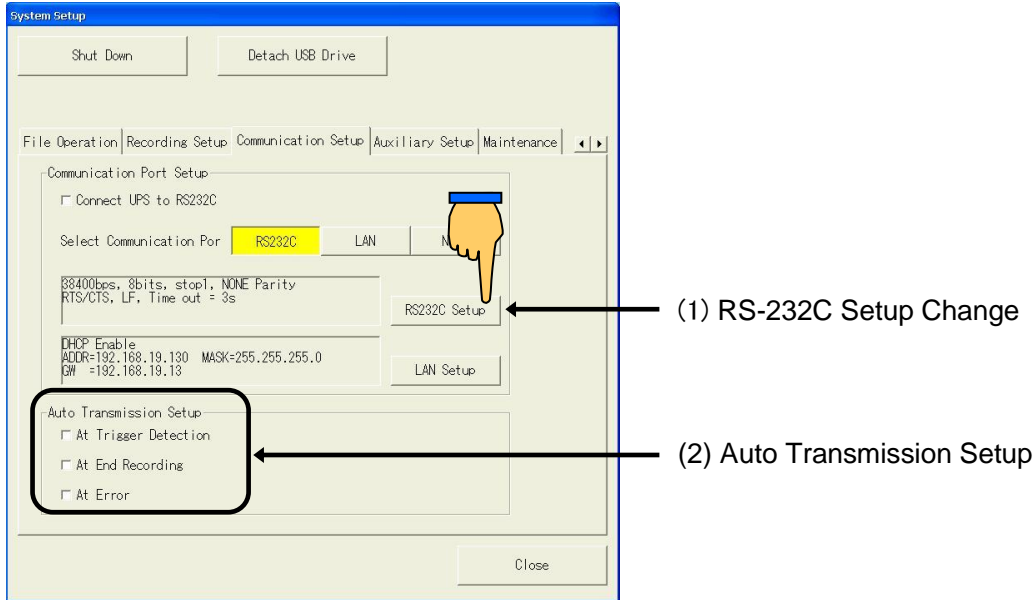 System Setup
Shut Down
Detach USB Drive
File Operation Recording Setup Communication Setup Auxiliary Setup Maintenance
Communication Port Setup
Connect UPS to RS232C
Select Communication Por RS232C LAN
38400bps, 8bits, stop1, NONE Parity
RTS/CTS, LF, Time out = 3s
RS232C Setup
(1) RS-232C Setup Change
DHCP Enable
ADDR=192.168.19.130 MASK=255.255.255.0
GW =192.168.19.13
LAN Setup
Auto Transmission Setup
At Trigger Detection
At End Recording
At Error
(2) Auto Transmission Setup
Close